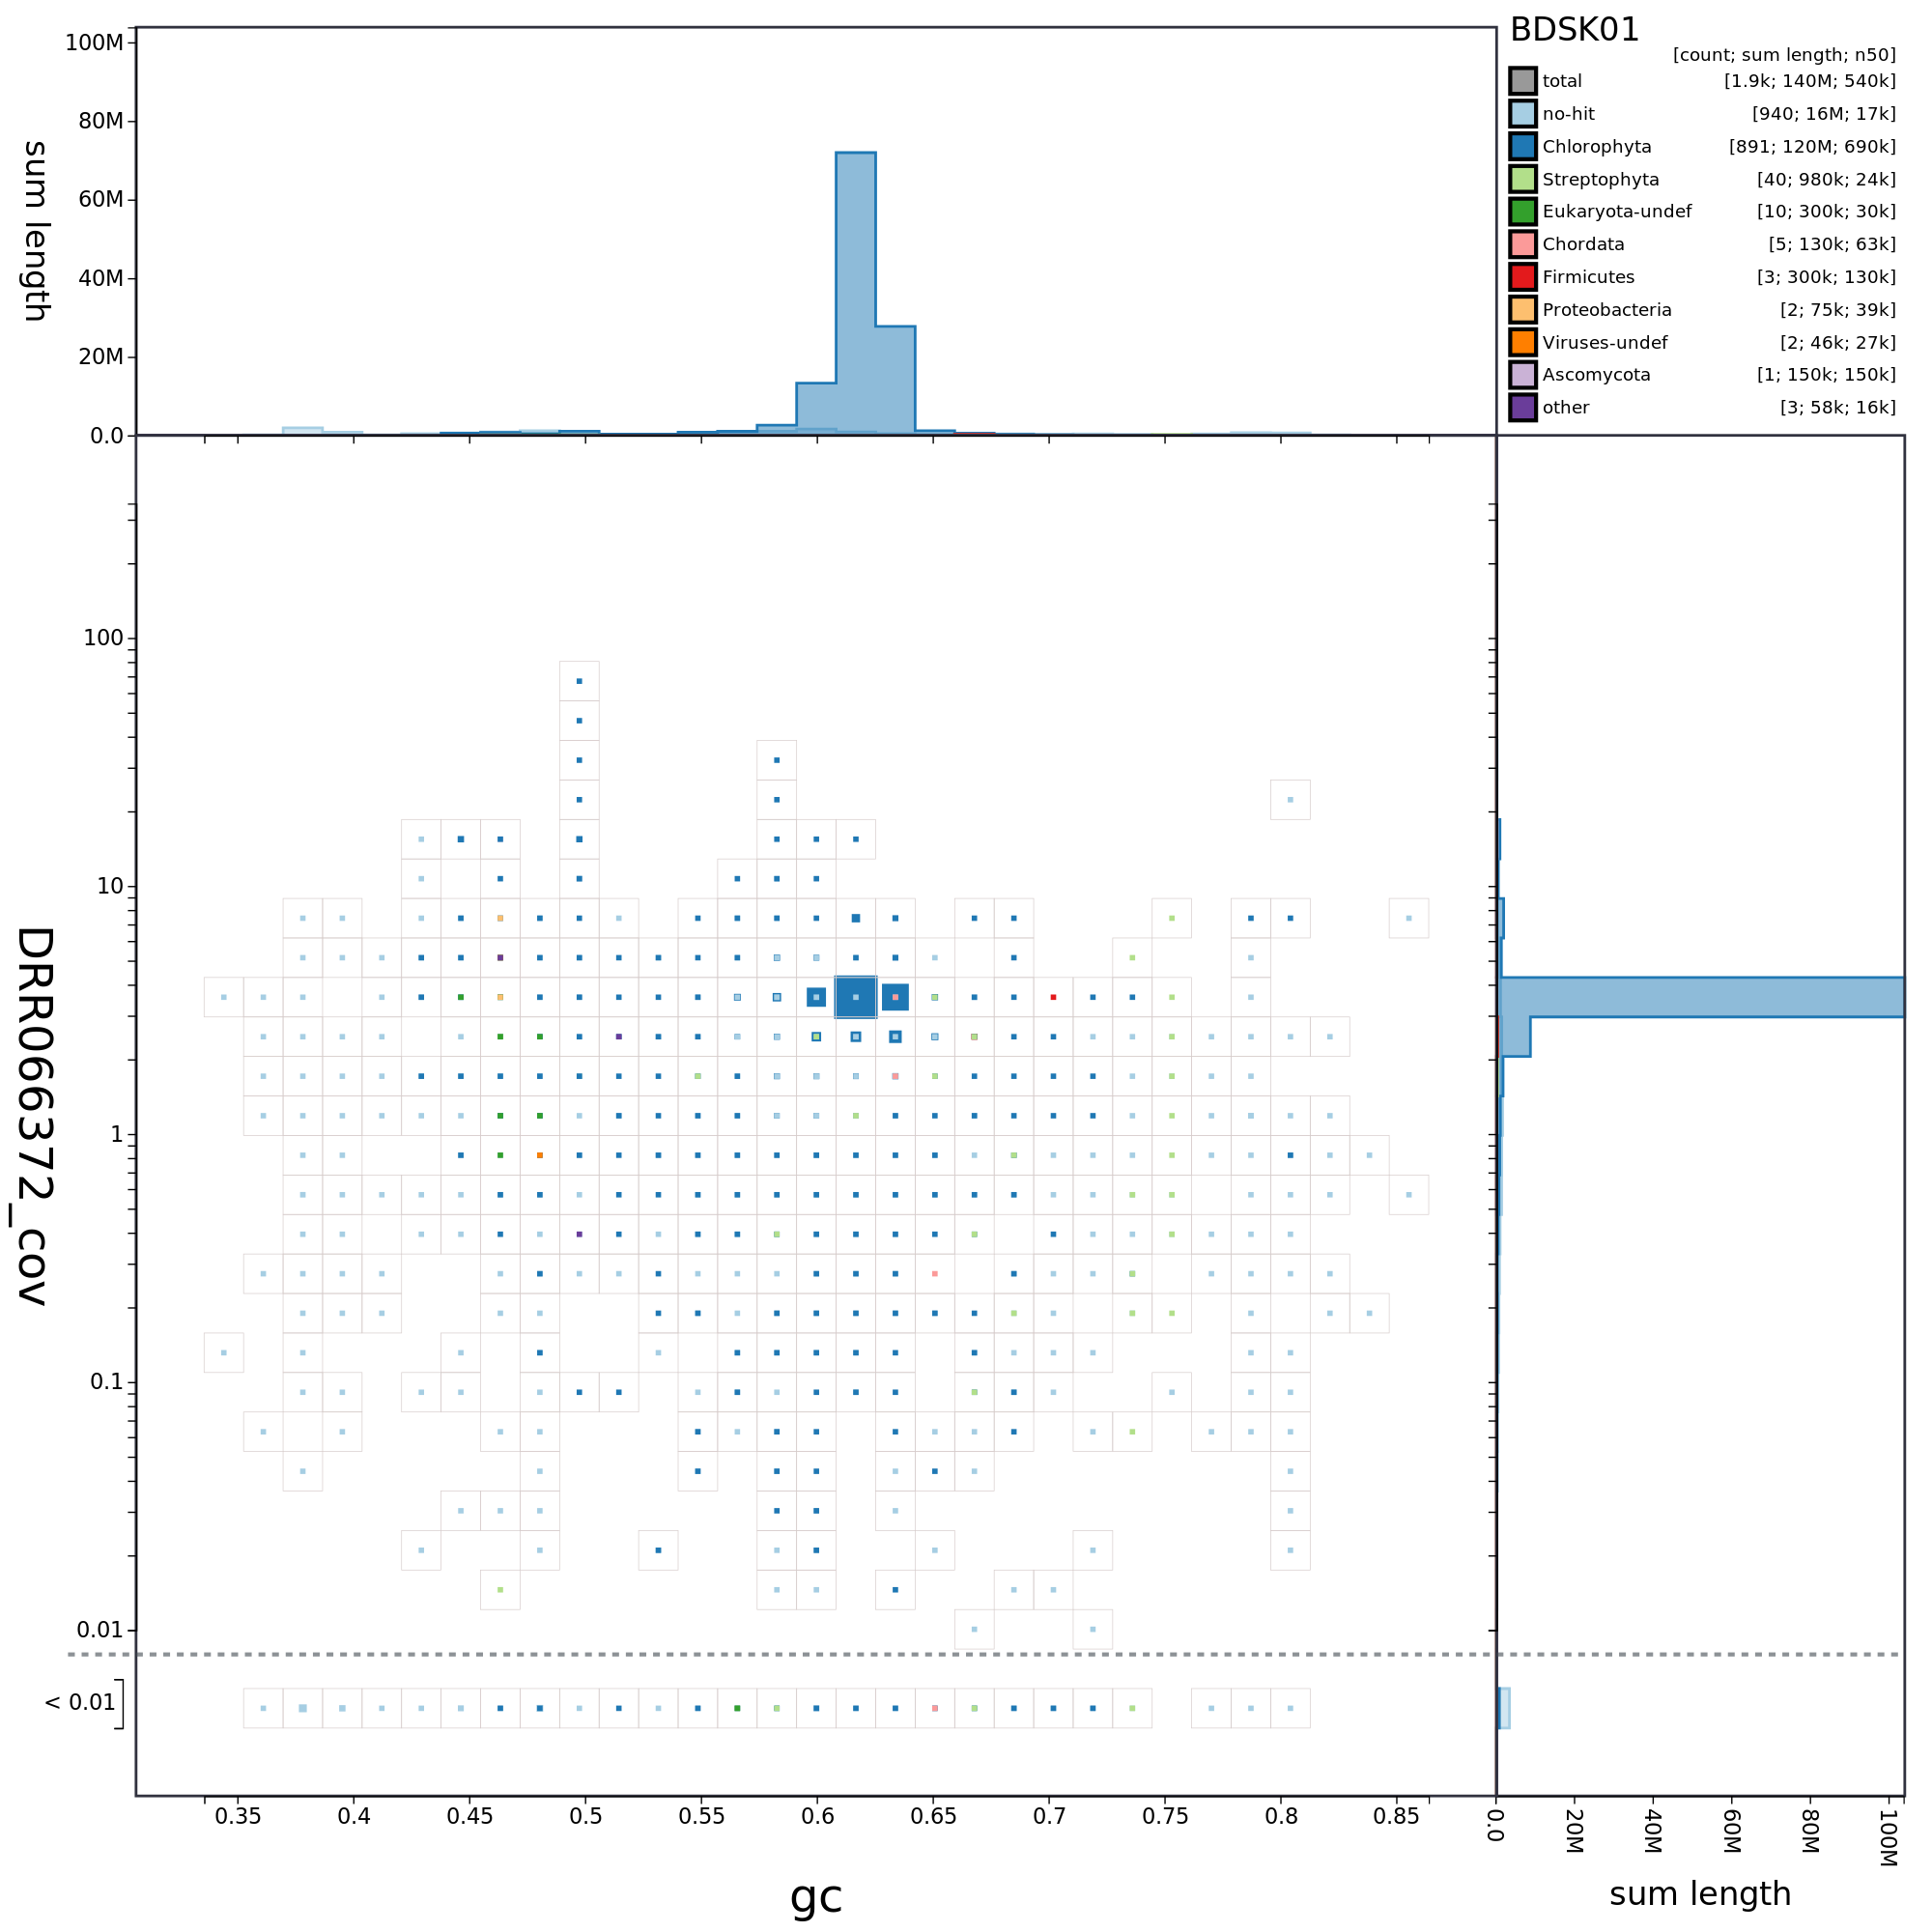 BDSK01
[count; sum length; n50]
total [1.9k; 140M; 540k]
no-hit [940; 16M; 17k]
Chlorophyta [891; 120M; 690k]
Streptophyta [40; 980k; 24k]
Eukaryota-undef [10; 300k; 30k]
Chordata [5; 130k; 63k]
Firmicutes [3; 300k; 130k]
Proteobacteria [2; 75k; 39k]
Viruses-undef [2; 46k; 27k]
Ascomycota [1; 150k; 150k]
other [3; 58k; 16k]
sum length
100M
80M
60M
40M
20M
0.0
DRR066372_cov
100
10
1
0.1
0.01
< 0.01
0.35 0.4 0.45 0.5 0.55 0.6 0.65 0.7 0.75 0.8 0.85
gc
0.0 20M 40M 60M 80M 100M
sum length